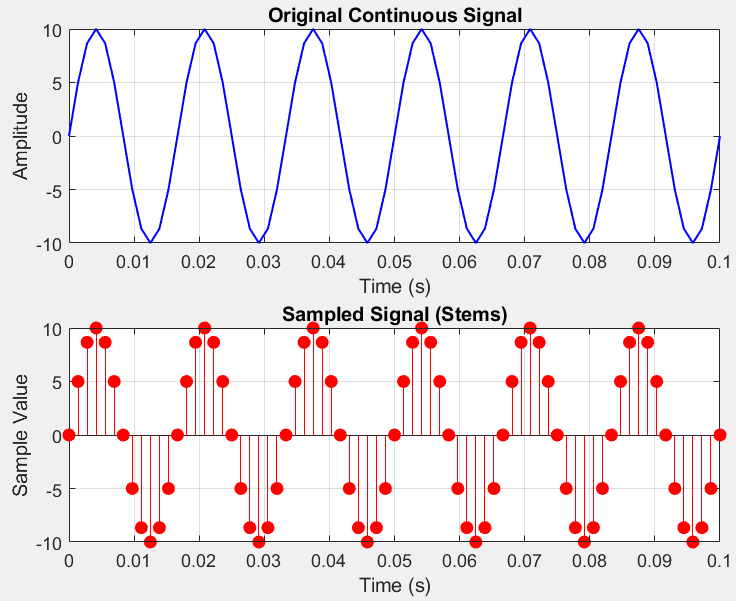 Original Continuous Signal
10
5
0
-5
-10
Amplitude
0 0.01 0.02 0.03 0.04 0.05 0.06 0.07 0.08 0.09 0.1
Time (s)
Sampled Signal (Stems)
10
5
0
-5
-10
Sample Value
0 0.01 0.02 0.03 0.04 0.05 0.06 0.07 0.08 0.09 0.1
Time (s)